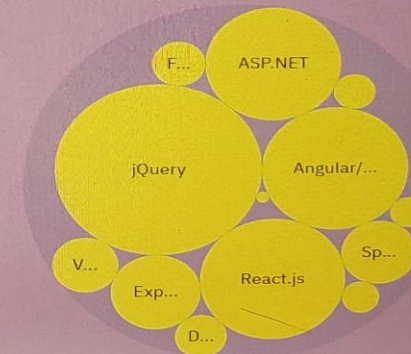 F...
ASP.NET
jQuery
Angular/...
V...
Exp...
React.js
Sp...
D...